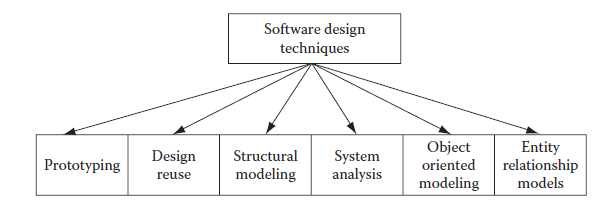 Software design
techniques
Prototyping
Design
reuse
Structural
modeling
System
analysis
Object
oriented
modeling
Entity
relationship
models